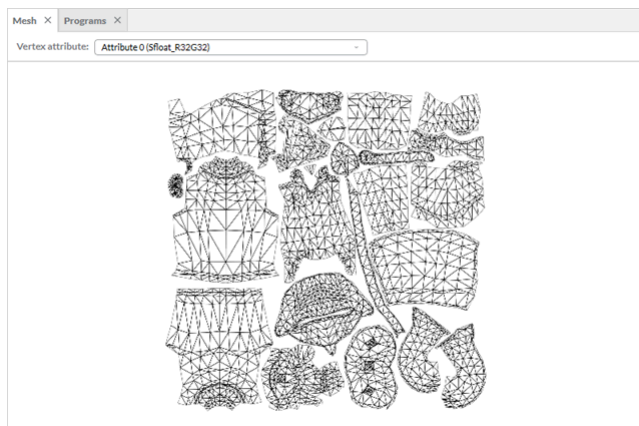 Mesh × Programs ×
Vertex attribute: Attribute 0 (Sfloat_R32G32)